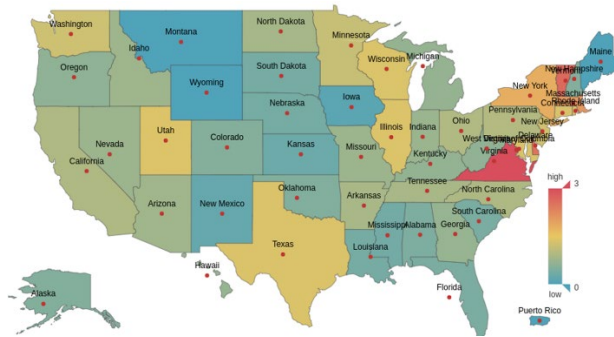 Washington
Montana
North Dakota
Minnesota
Michigan
Maine
Idaho
Oregon
South Dakota
Wisconsin
New Hampshire
Vermont
Wyoming
New York
Massachusetts
Rhode Island
Nebraska
Iowa
Connecticut
Pennsylvania
New Jersey
Nevada
Utah
Colorado
Illinois
Indiana
Ohio
Delaware
West Virginia
Virginia
California
Kansas
Missouri
Kentucky
Arizona
New Mexico
Oklahoma
Arkansas
Tennessee
North Carolina
South Carolina
Mississippi
Alabama
Georgia
Texas
Louisiana
Hawaii
Alaska
Florida
Puerto Rico
high
3
0
low